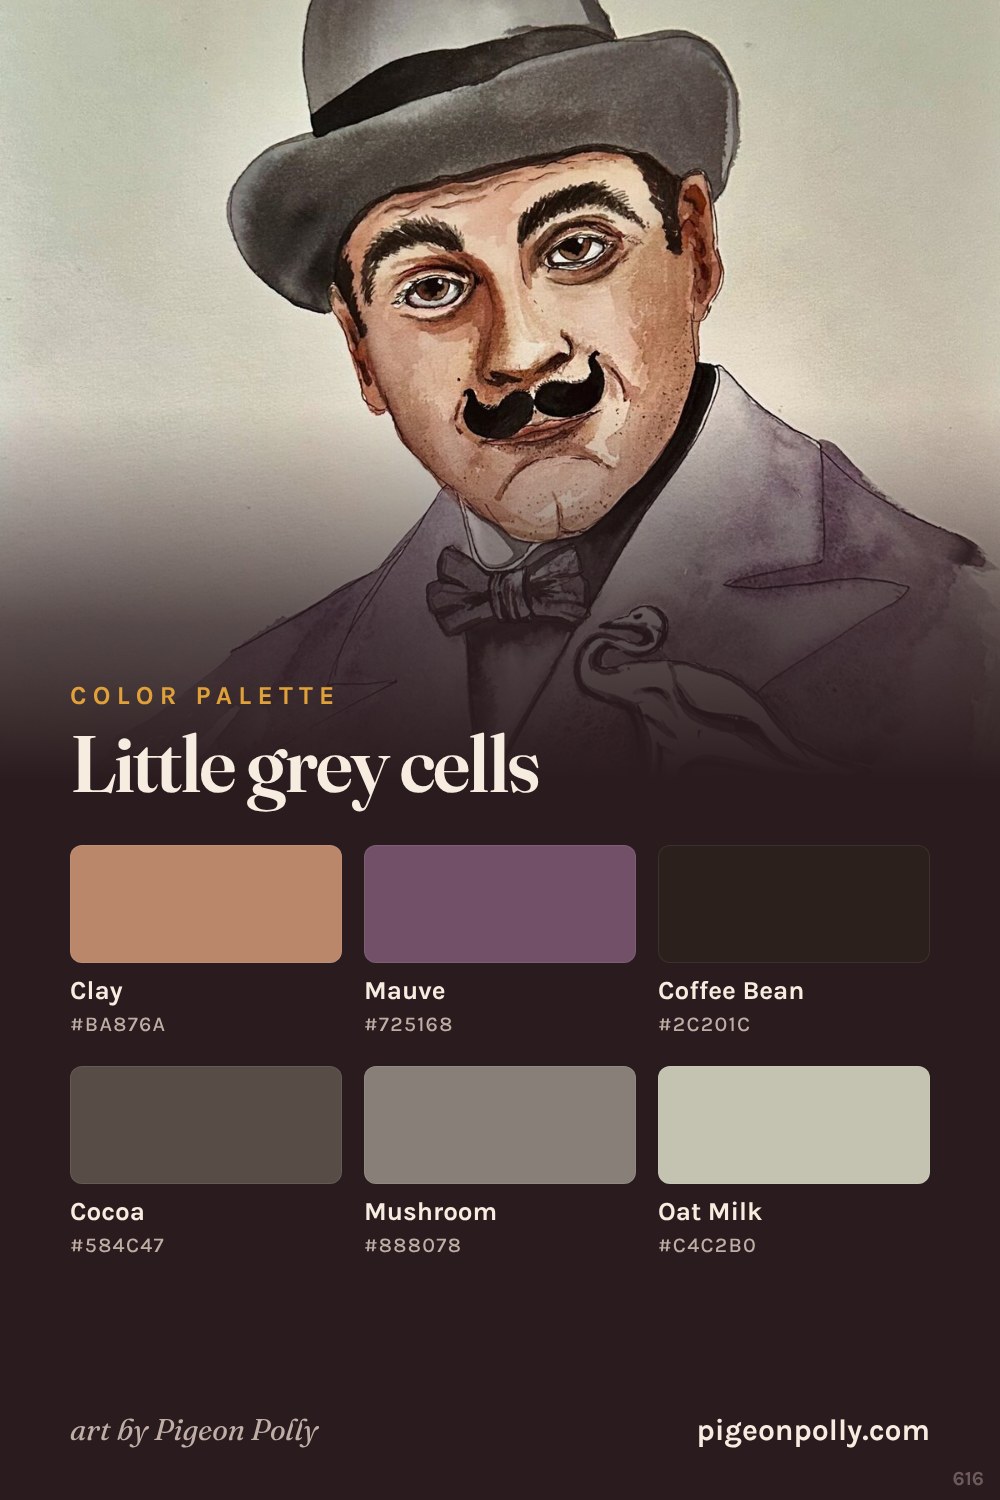 COLOR PALETTE
Little grey cells
Clay
#BA876A
Mauve
#725168
Coffee Bean
#2C201C
Cocoa
#584C47
Mushroom
#888078
Oat Milk
#C4C2B0
art by Pigeon Polly
pigeonpolly.com
616